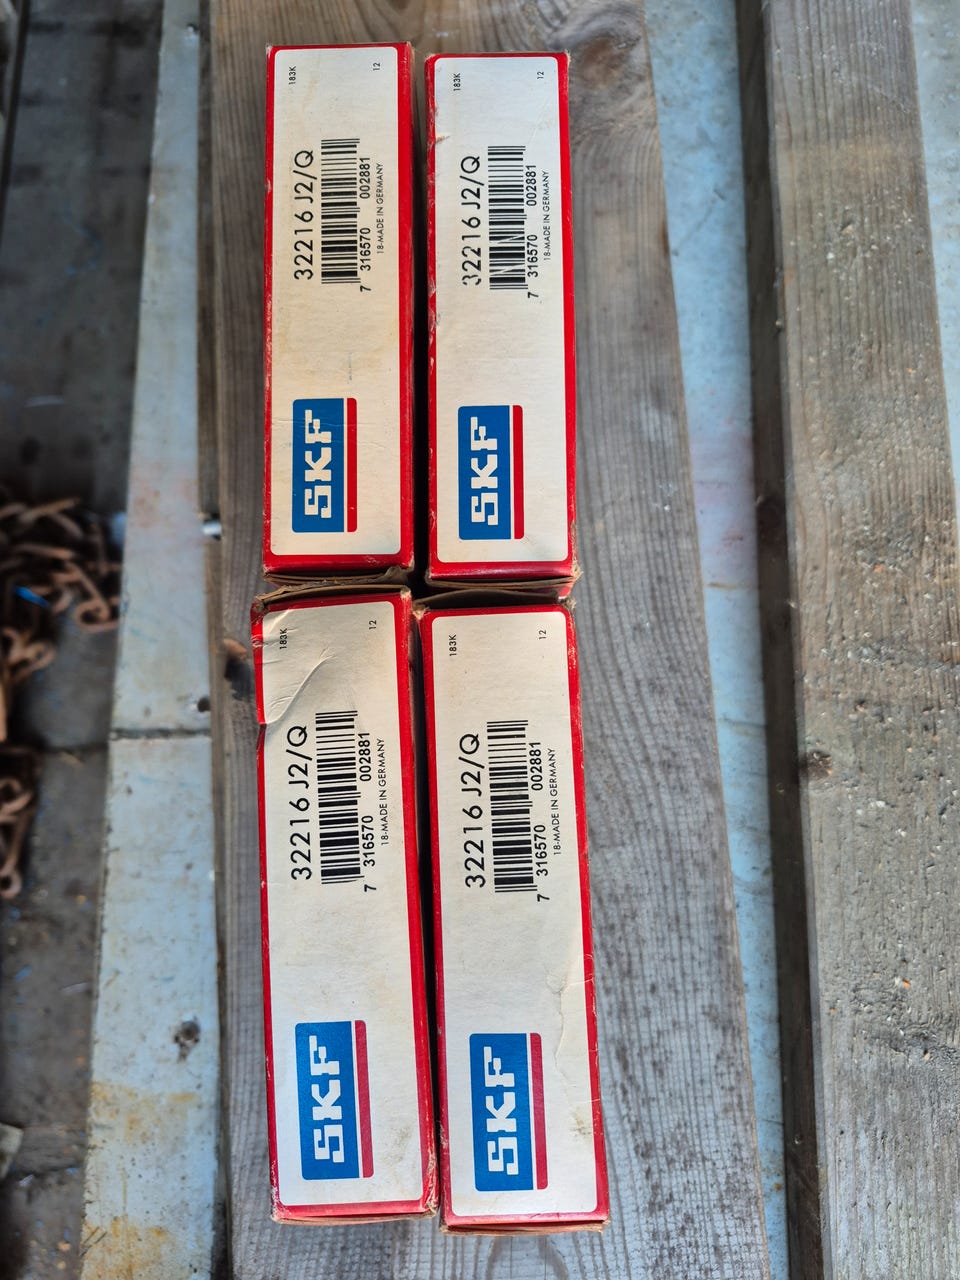 183K
12
32216 J2/Q
7 316570 002881
18-MADE IN GERMANY
SKF
183K
12
32216 J2/Q
7 316570 002881
18-MADE IN GERMANY
SKF
183K
12
32216 J2/Q
7 316570 002881
18-MADE IN GERMANY
SKF
183K
12
32216 J2/Q
7 316570 002881
18-MADE IN GERMANY
SKF